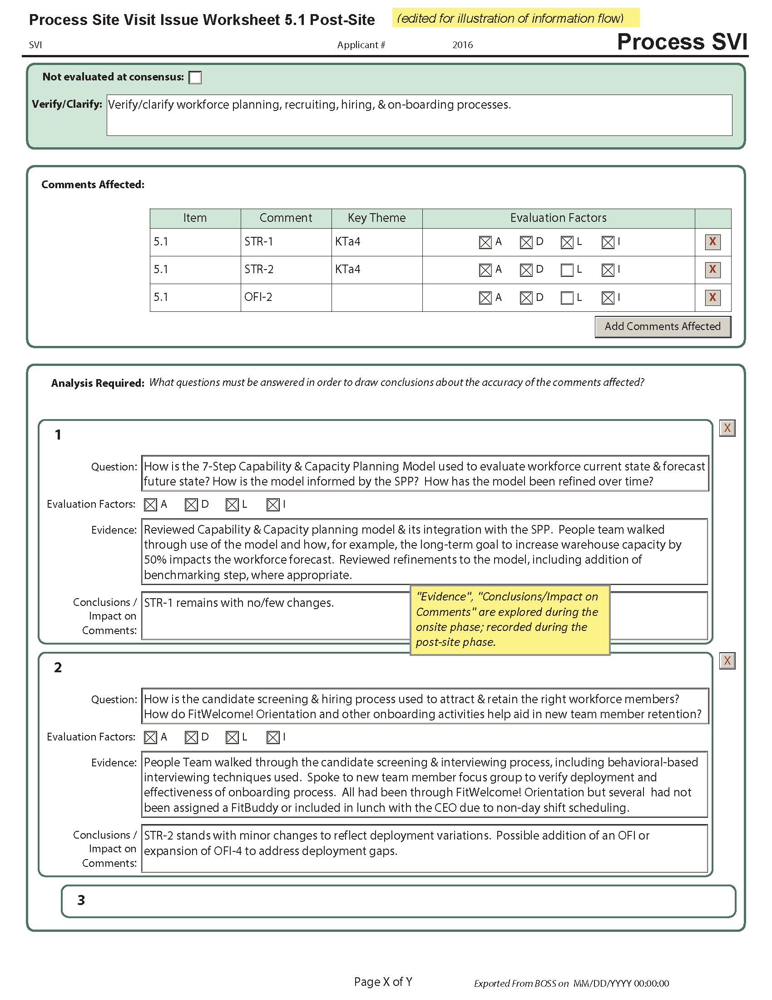 Process Site Visit Issue Worksheet 5.1 Post-Site
(edited for illustration of information flow)
SVI
Applicant #
2016
Process SVI
Not evaluated at consensus:
Verify/Clarify:
Verify/clarify workforce planning, recruiting, hiring, & on-boarding processes.
Comments Affected:
Item Comment Key Theme Evaluation Factors
5.1 STR-1 KTa4 A D L I X
5.1 STR-2 KTa4 A D L I X
5.1 OFI-2 A D L I X
Add Comments Affected
Analysis Required: What questions must be answered in order to draw conclusions about the accuracy of the comments affected?
X
1
Question:
How is the 7-Step Capability & Capacity Planning Model used to evaluate workforce current state & forecast
future state? How is the model informed by the SPP? How has the model been refined over time?
Evaluation Factors: A D L I
Evidence:
Reviewed Capability & Capacity planning model & its integration with the SPP. People team walked
through use of the model and how, for example, the long-term goal to increase warehouse capacity by
50% impacts the workforce forecast. Reviewed refinements to the model, including addition of
benchmarking step, where appropriate.
Conclusions /
Impact on
Comments:
STR-1 remains with no/few changes.
"Evidence", "Conclusions/Impact on
Comments" are explored during the
onsite phase; recorded during the
post-site phase.
X
2
Question:
How is the candidate screening & hiring process used to attract & retain the right workforce members?
How do FitWelcome! Orientation and other onboarding activities help aid in new team member retention?
Evaluation Factors: A D L I
Evidence:
People Team walked through the candidate screening & interviewing process, including behavioral-based
interviewing techniques used. Spoke to new team member focus group to verify deployment and
effectiveness of onboarding process. All had been through FitWelcome! Orientation but several had not
been assigned a FitBuddy or included in lunch with the CEO due to non-day shift scheduling.
Conclusions /
Impact on
Comments:
STR-2 stands with minor changes to reflect deployment variations. Possible addition of an OFI or
expansion of OFI-4 to address deployment gaps.
3
Page X of Y
Exported From BOSS on MM/DD/YYYY 00:00:00